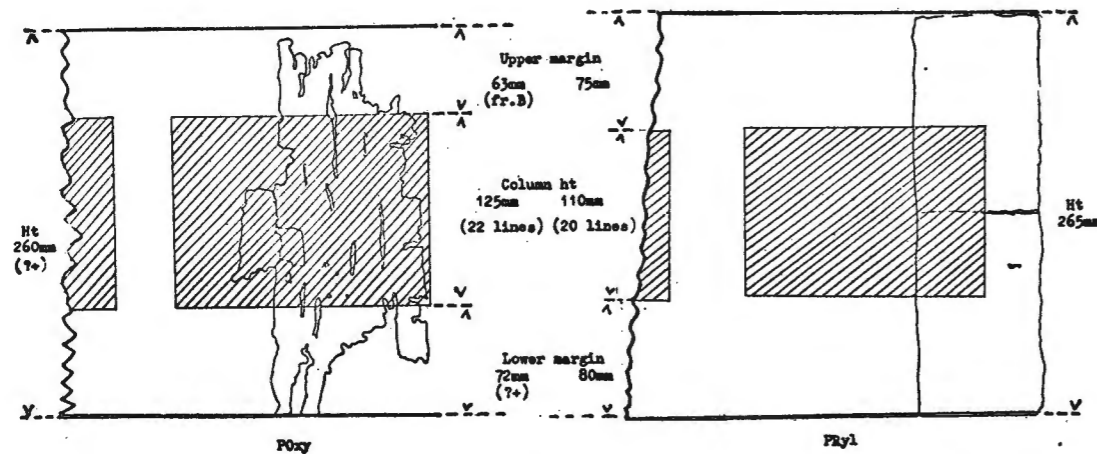 Upper margin
63mm 75mm
(fr.B)
Column ht
125mm 110mm
(22 lines) (20 lines)
Ht
260mm
(?+)
Ht
265mm
Lower margin
72mm 80mm
(?+)
POxy
PRyl